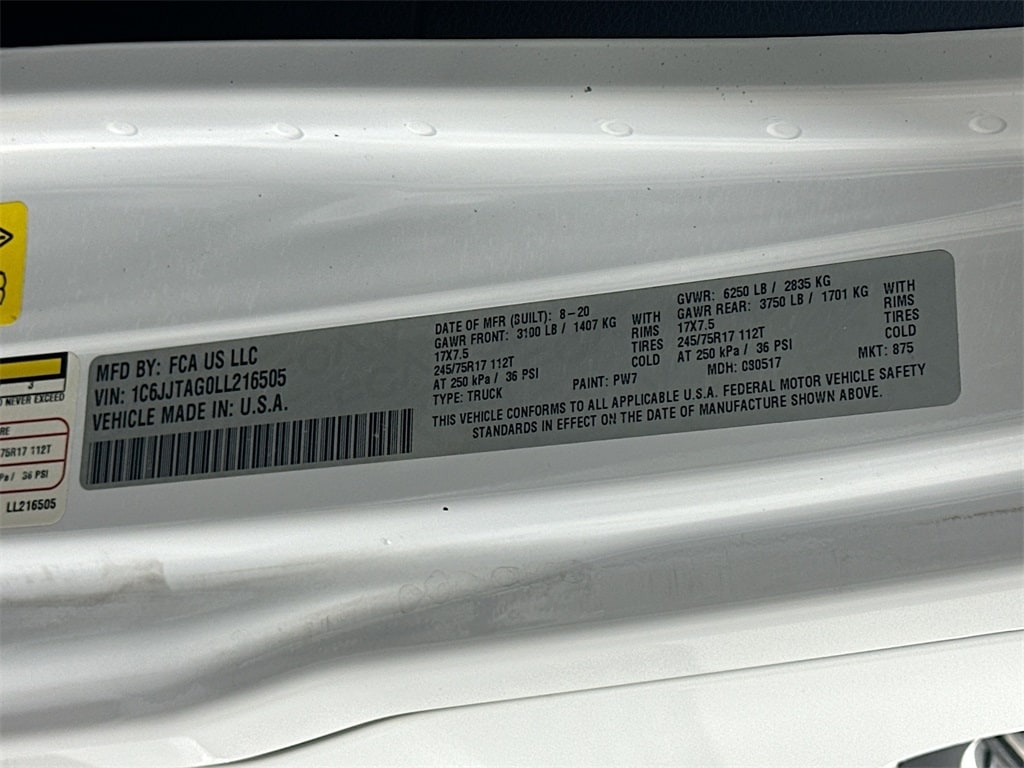 MFD BY: FCA US LLC
VIN: 1C6JJTAG0LL216505
VEHICLE MADE IN: U.S.A.
DATE OF MFR (BUILT): 8-20
GAWR FRONT: 3100 LB / 1407 KG WITH
17X7.5 RIMS
245/75R17 112T TIRES
AT 250 kPa / 36 PSI COLD
TYPE: TRUCK PAINT: PW7
GVWR: 6250 LB / 2835 KG
GAWR REAR: 3750 LB / 1701 KG WITH
17X7.5 RIMS
245/75R17 112T TIRES
AT 250 kPa / 36 PSI COLD
MDH: 090517 MKT: 875
THIS VEHICLE CONFORMS TO ALL APPLICABLE U.S.A. FEDERAL MOTOR VEHICLE SAFETY
STANDARDS IN EFFECT ON THE DATE OF MANUFACTURE SHOWN ABOVE.
3
NEVER EXCEED
RE
75R17 112T
Pa / 36 PSI
LL216505